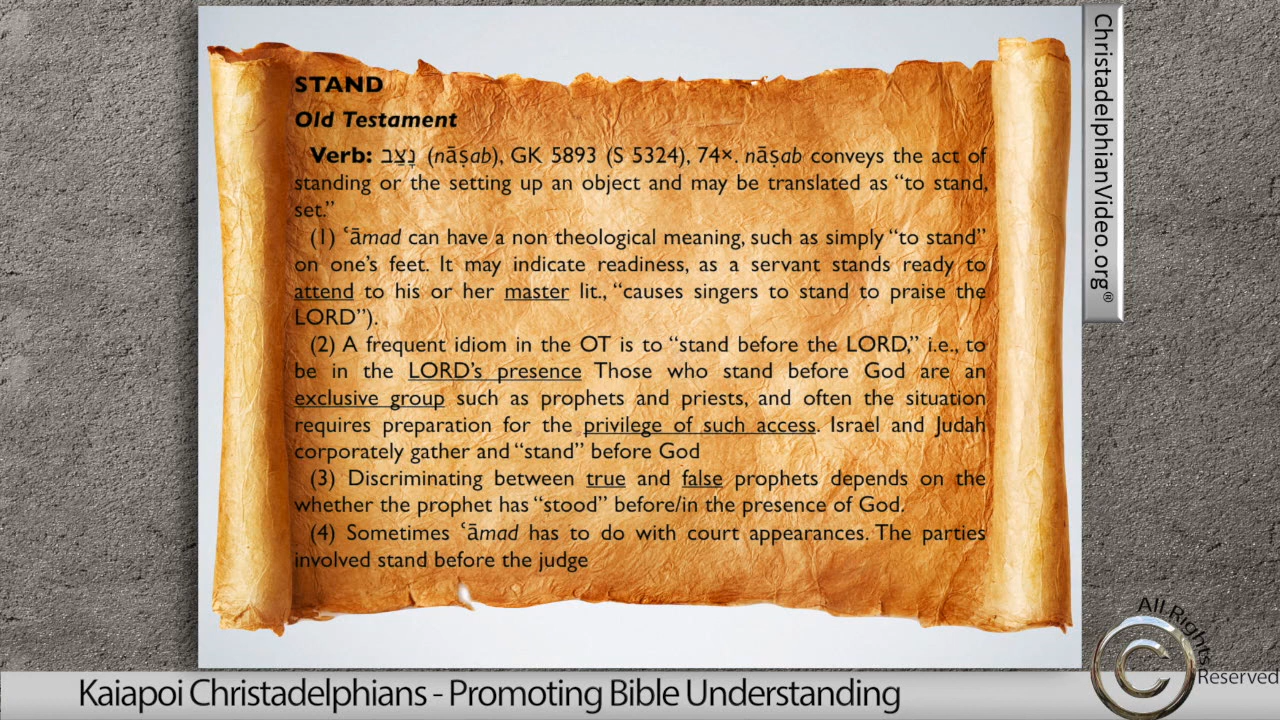 STAND
Old Testament
Verb: נָצַב (nāṣab), GK 5893 (S 5324), 74×. nāṣab conveys the act of
standing or the setting up an object and may be translated as “to stand,
set.”
(1) ʿāmad can have a non theological meaning, such as simply “to stand”
on one’s feet. It may indicate readiness, as a servant stands ready to
attend to his or her master lit., “causes singers to stand to praise the
LORD”).
(2) A frequent idiom in the OT is to “stand before the LORD,” i.e., to
be in the LORD’s presence Those who stand before God are an
exclusive group such as prophets and priests, and often the situation
requires preparation for the privilege of such access. Israel and Judah
corporately gather and “stand” before God
(3) Discriminating between true and false prophets depends on the
whether the prophet has “stood” before/in the presence of God.
(4) Sometimes ʿāmad has to do with court appearances. The parties
involved stand before the judge
ChristadelphianVideo.org®
All Rights
©
Reserved
Kaiapoi Christadelphians - Promoting Bible Understanding